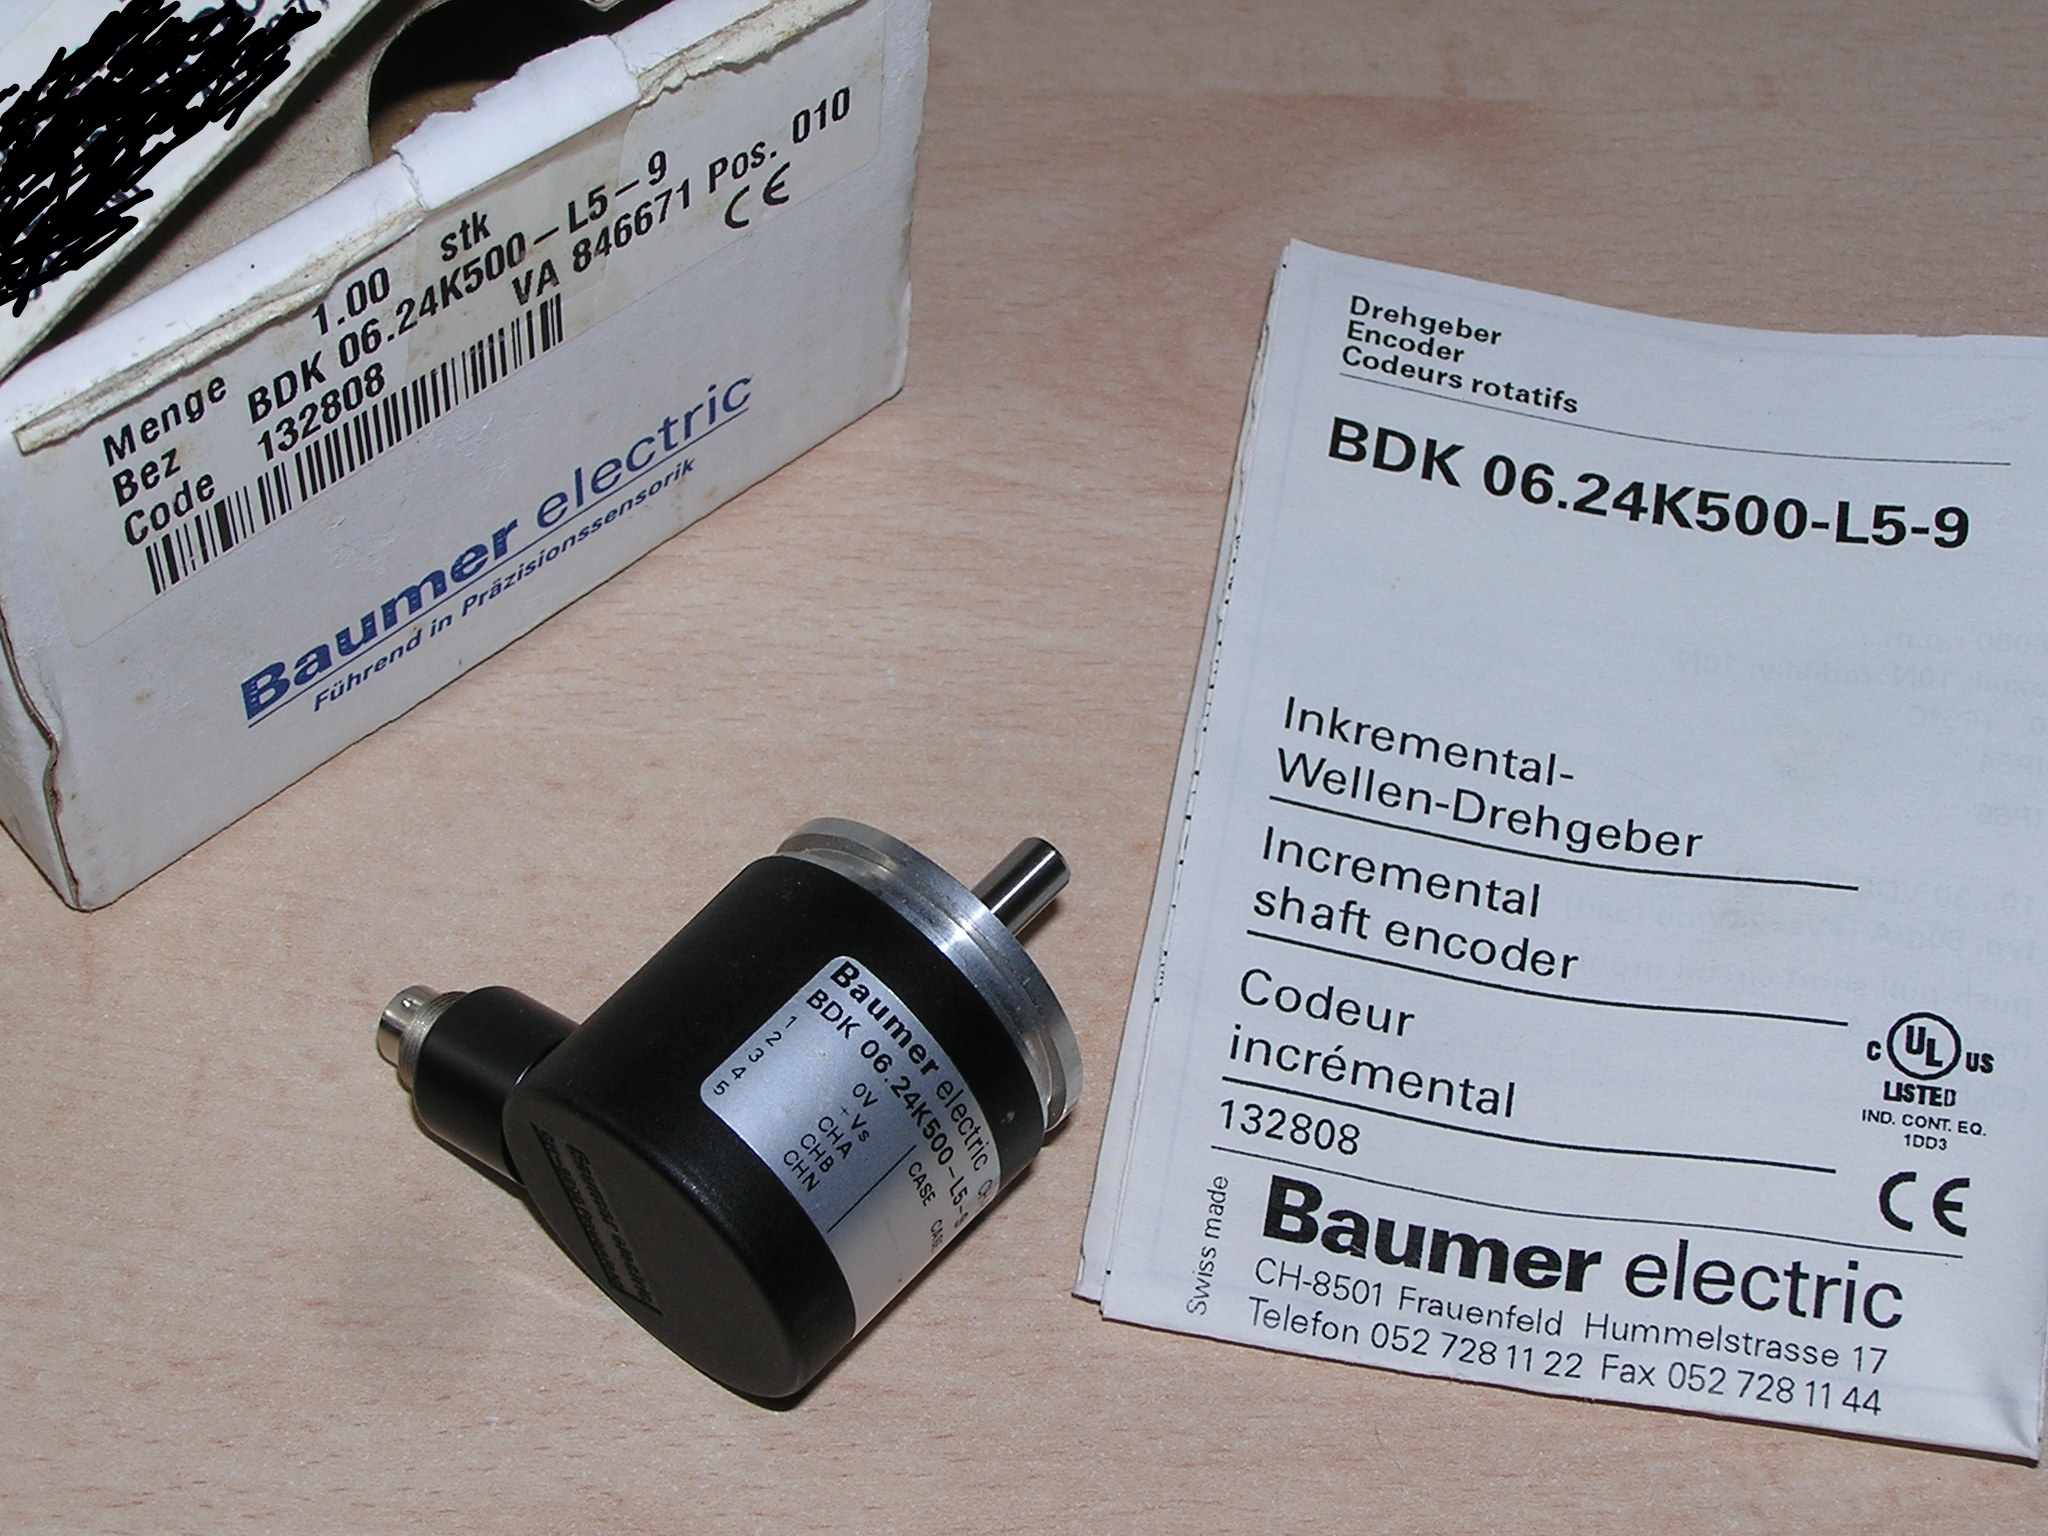 Menge 1.00 stk
Bez BDK 06.24K500-L5-9
Code 132808 VA 846671 Pos. 010
CE
Baumer electric
Führend in Präzisionssensorik
Drehgeber
Encoder
Codeurs rotatifs
BDK 06.24K500-L5-9
Inkremental-
Wellen-Drehgeber
Incremental
shaft encoder
Codeur
incrémental
132808
C UL US
LISTED
IND. CONT. EQ.
1DD3
CE
Swiss made
Baumer electric
CH-8501 Frauenfeld Hummelstrasse 17
Telefon 052 728 11 22 Fax 052 728 11 44
Baumer electric
BDK 06.24K500-L5-9
1 0V
2 +Vs
3 CHA
4 CHB
5 CHN
CASE